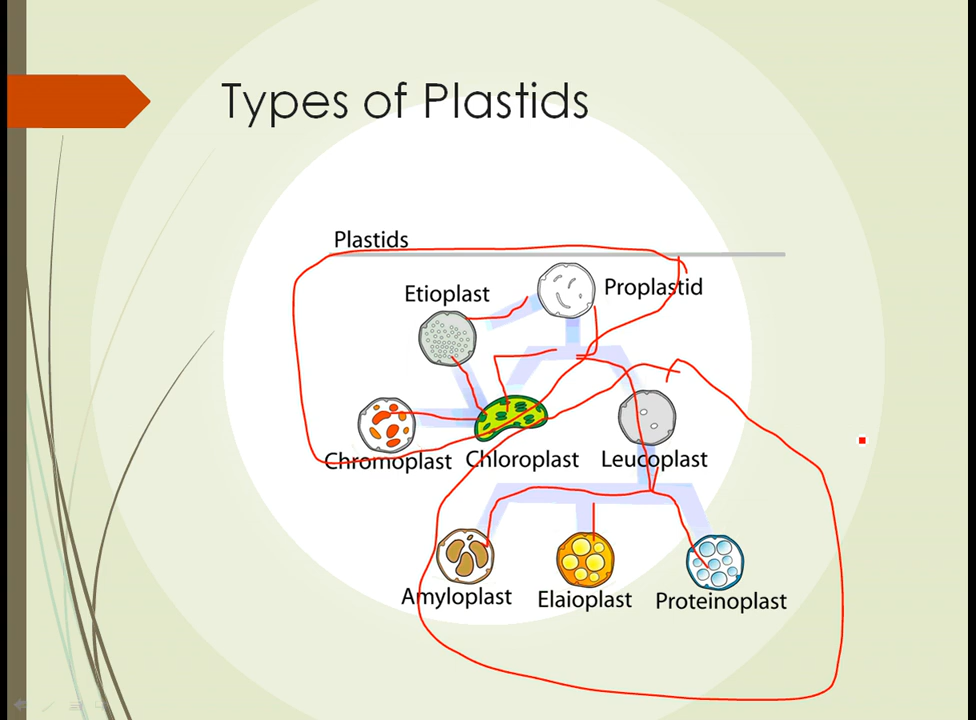 Types of Plastids
Plastids
Etioplast
Proplastid
Chromoplast
Chloroplast
Leucoplast
Amyloplast
Elaioplast
Proteinoplast